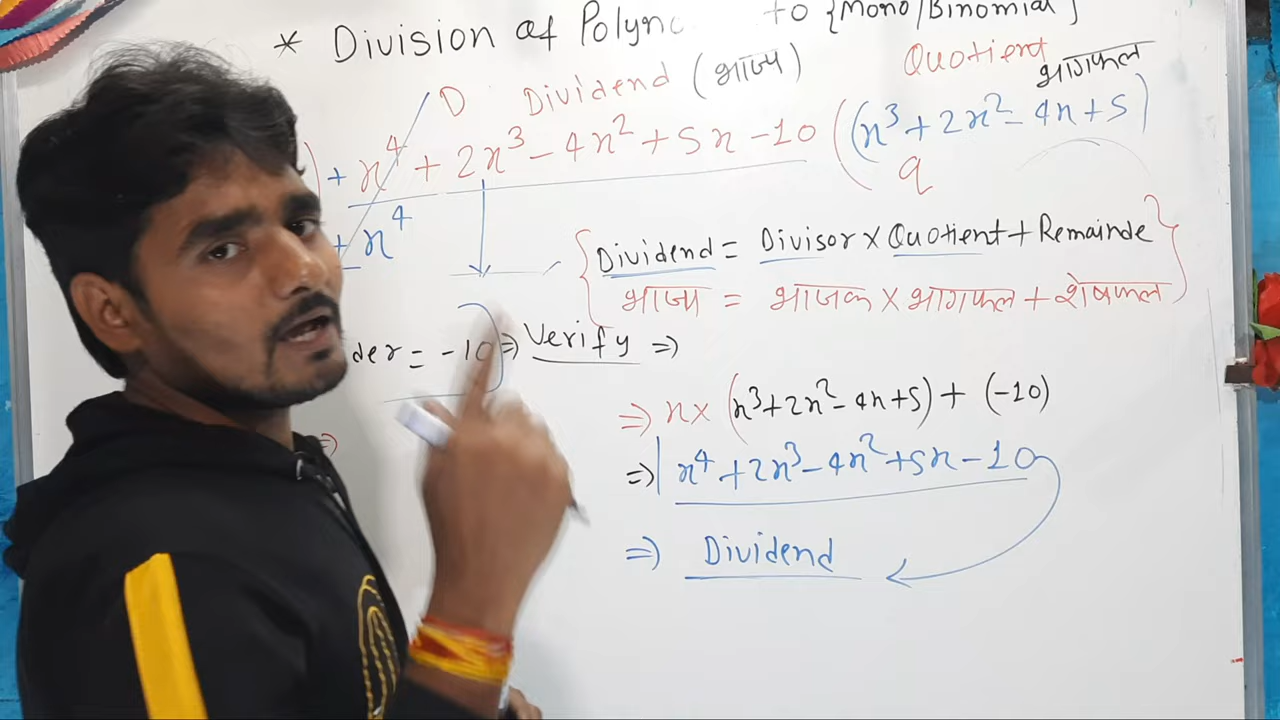 * Division of Polyno to {Mono/Binomial}
D Dividend (भाज्य) Quotient भागफल
) + x⁴ + 2x³ - 4x² + 5x - 10 ( (x³ + 2x² - 4x + 5)
+ x⁴ q
{Dividend = Divisor × Quotient + Remainde}
भाज्य = भाजक × भागफल + शेषफल
der = -10 ⇒ Verify ⇒
⇒ x × (x³ + 2x² - 4x + 5) + (-10)
⇒ x⁴ + 2x³ - 4x² + 5x - 10
⇒ Dividend